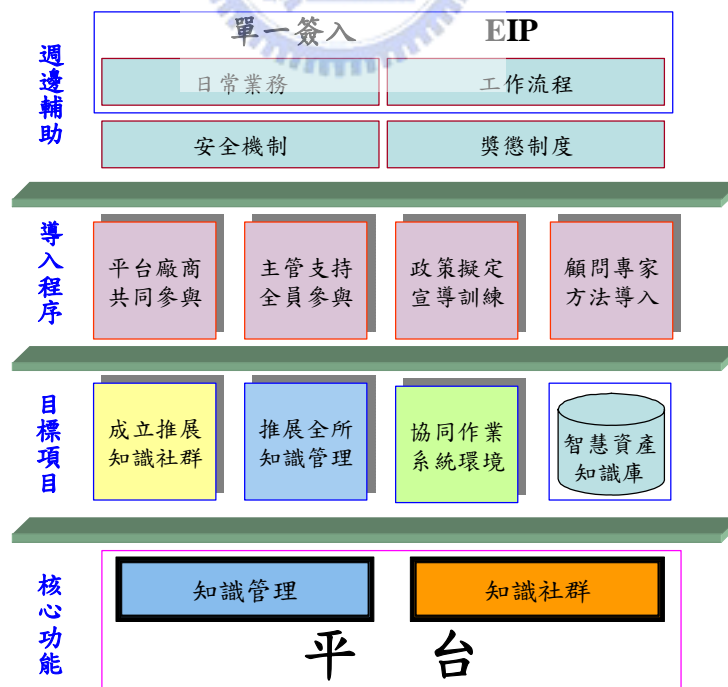 週邊輔助
單一簽入 EIP
日常業務 工作流程
安全機制 獎懲制度
導入程序
平台廠商 主管支持 政策擬定 顧問專家
共同參與 全員參與 宣導訓練 方法導入
目標項目
成立推展 推展全所 協同作業 智慧資產
知識社群 知識管理 系統環境 知識庫
核心功能
知識管理 知識社群
平 台